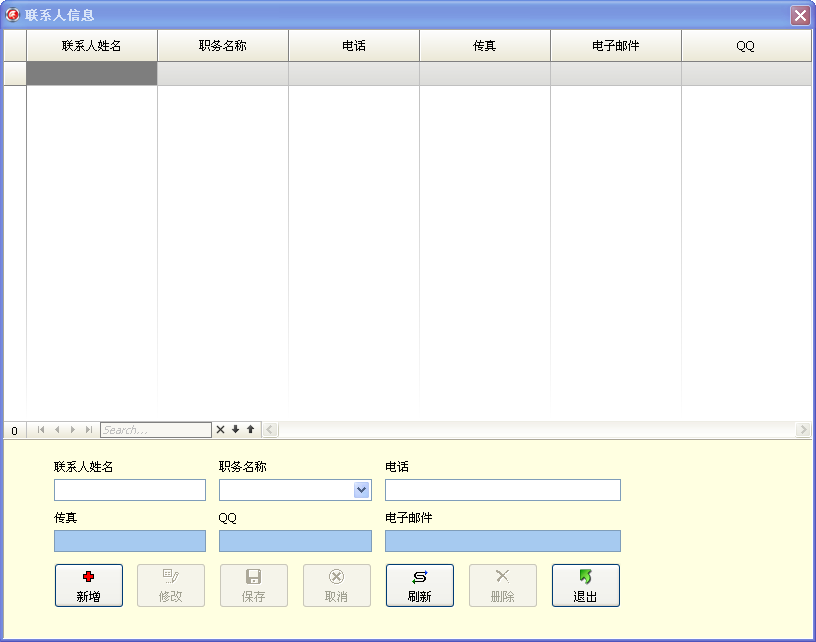 联系人信息
联系人姓名 职务名称 电话 传真 电子邮件 QQ
0 Search...
联系人姓名 职务名称 电话
传真 QQ 电子邮件
新增 修改 保存 取消 刷新 删除 退出